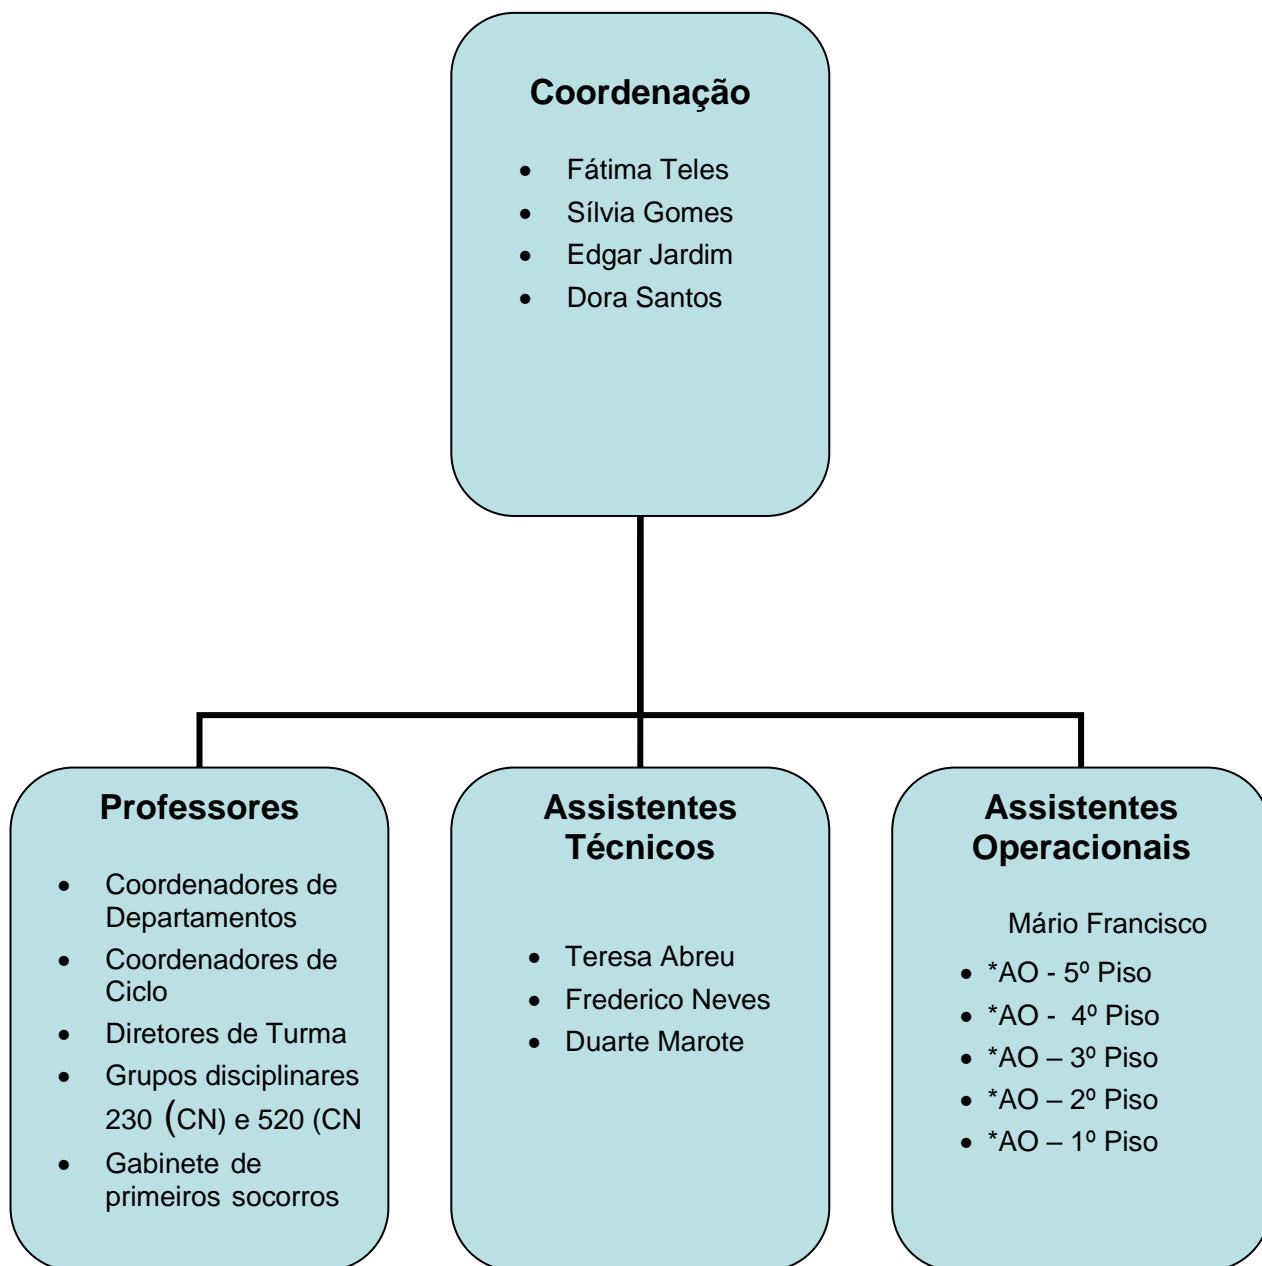 Coordenação
• Fátima Teles
• Sílvia Gomes
• Edgar Jardim
• Dora Santos
Professores
• Coordenadores de
Departamentos
• Coordenadores de
Ciclo
• Diretores de Turma
• Grupos disciplinares
230 (CN) e 520 (CN
• Gabinete de
primeiros socorros
Assistentes
Técnicos
• Teresa Abreu
• Frederico Neves
• Duarte Marote
Assistentes
Operacionais
Mário Francisco
• *AO - 5º Piso
• *AO - 4º Piso
• *AO – 3º Piso
• *AO – 2º Piso
• *AO – 1º Piso